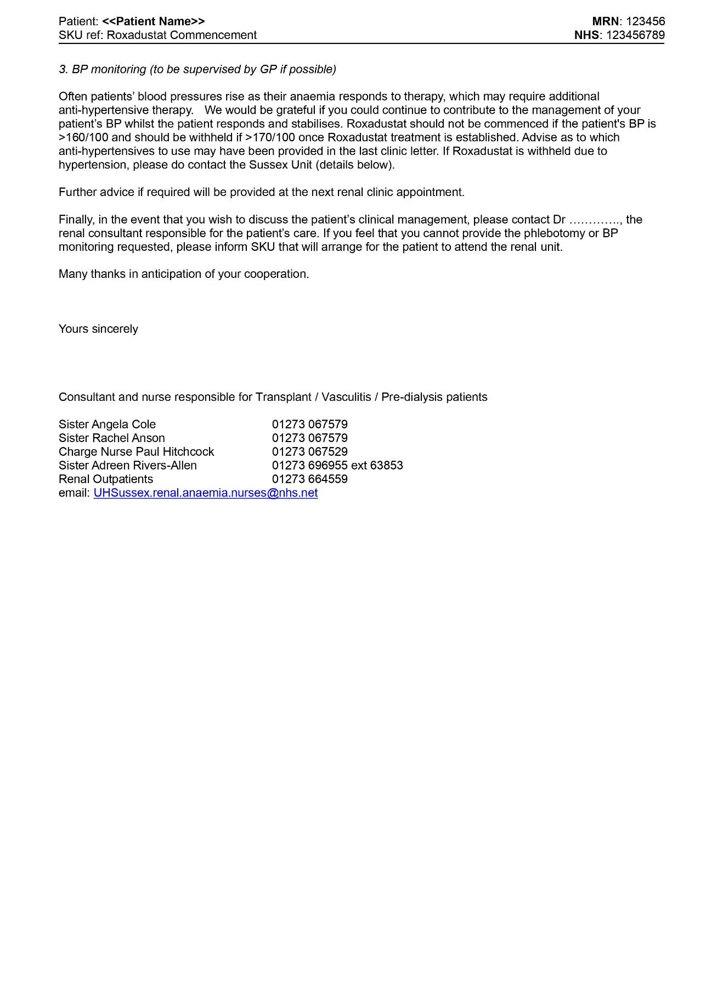 Patient: <<Patient Name>> MRN: 123456
SKU ref: Roxadustat Commencement NHS: 123456789
3. BP monitoring (to be supervised by GP if possible)
Often patients’ blood pressures rise as their anaemia responds to therapy, which may require additional
anti-hypertensive therapy.   We would be grateful if you could continue to contribute to the management of your
patient’s BP whilst the patient responds and stabilises. Roxadustat should not be commenced if the patient's BP is
>160/100 and should be withheld if >170/100 once Roxadustat treatment is established. Advise as to which
anti-hypertensives to use may have been provided in the last clinic letter. If Roxadustat is withheld due to
hypertension, please do contact the Sussex Unit (details below).
Further advice if required will be provided at the next renal clinic appointment.
Finally, in the event that you wish to discuss the patient’s clinical management, please contact Dr …………., the
renal consultant responsible for the patient’s care. If you feel that you cannot provide the phlebotomy or BP
monitoring requested, please inform SKU that will arrange for the patient to attend the renal unit.
Many thanks in anticipation of your cooperation.
Yours sincerely
Consultant and nurse responsible for Transplant / Vasculitis / Pre-dialysis patients
Sister Angela Cole 01273 067579
Sister Rachel Anson 01273 067579
Charge Nurse Paul Hitchcock 01273 067529
Sister Adreen Rivers-Allen 01273 696955 ext 63853
Renal Outpatients 01273 664559
email: UHSussex.renal.anaemia.nurses@nhs.net